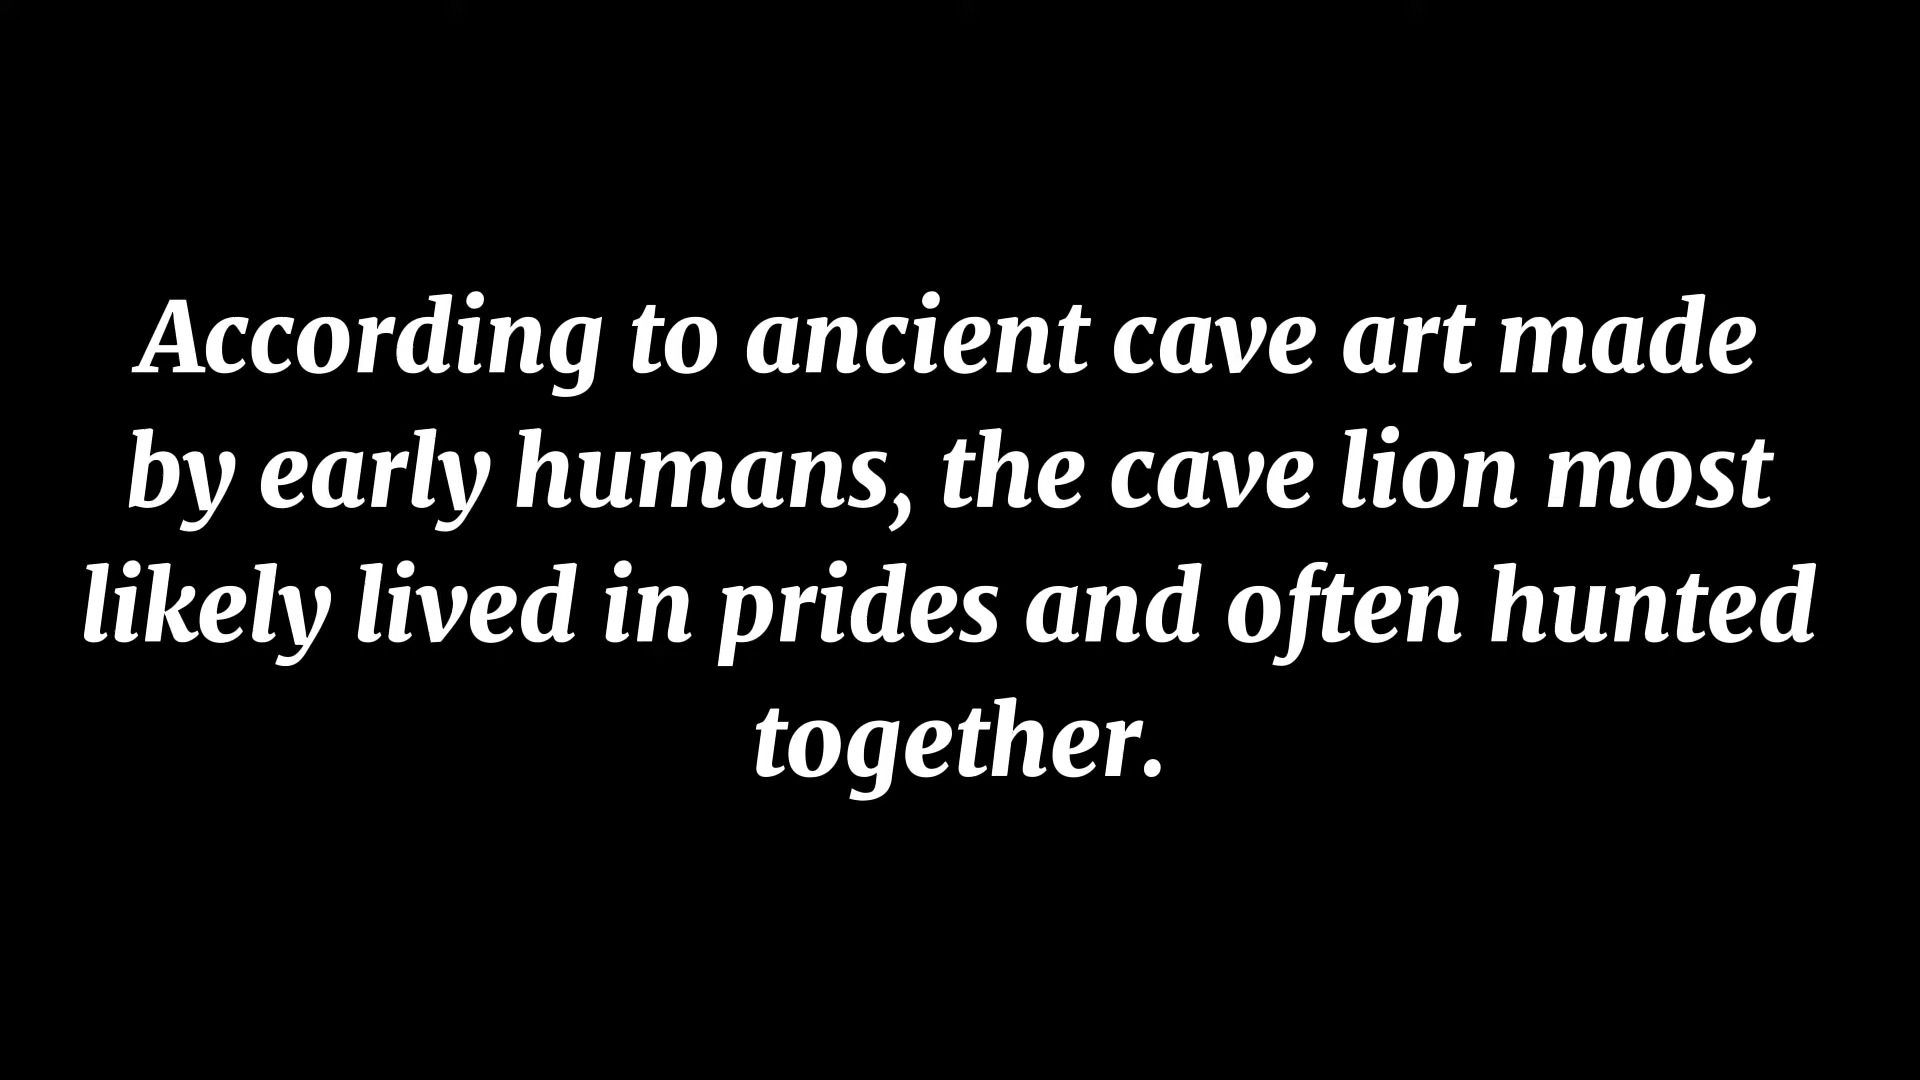 According to ancient cave art made
by early humans, the cave lion most
likely lived in prides and often hunted
together.